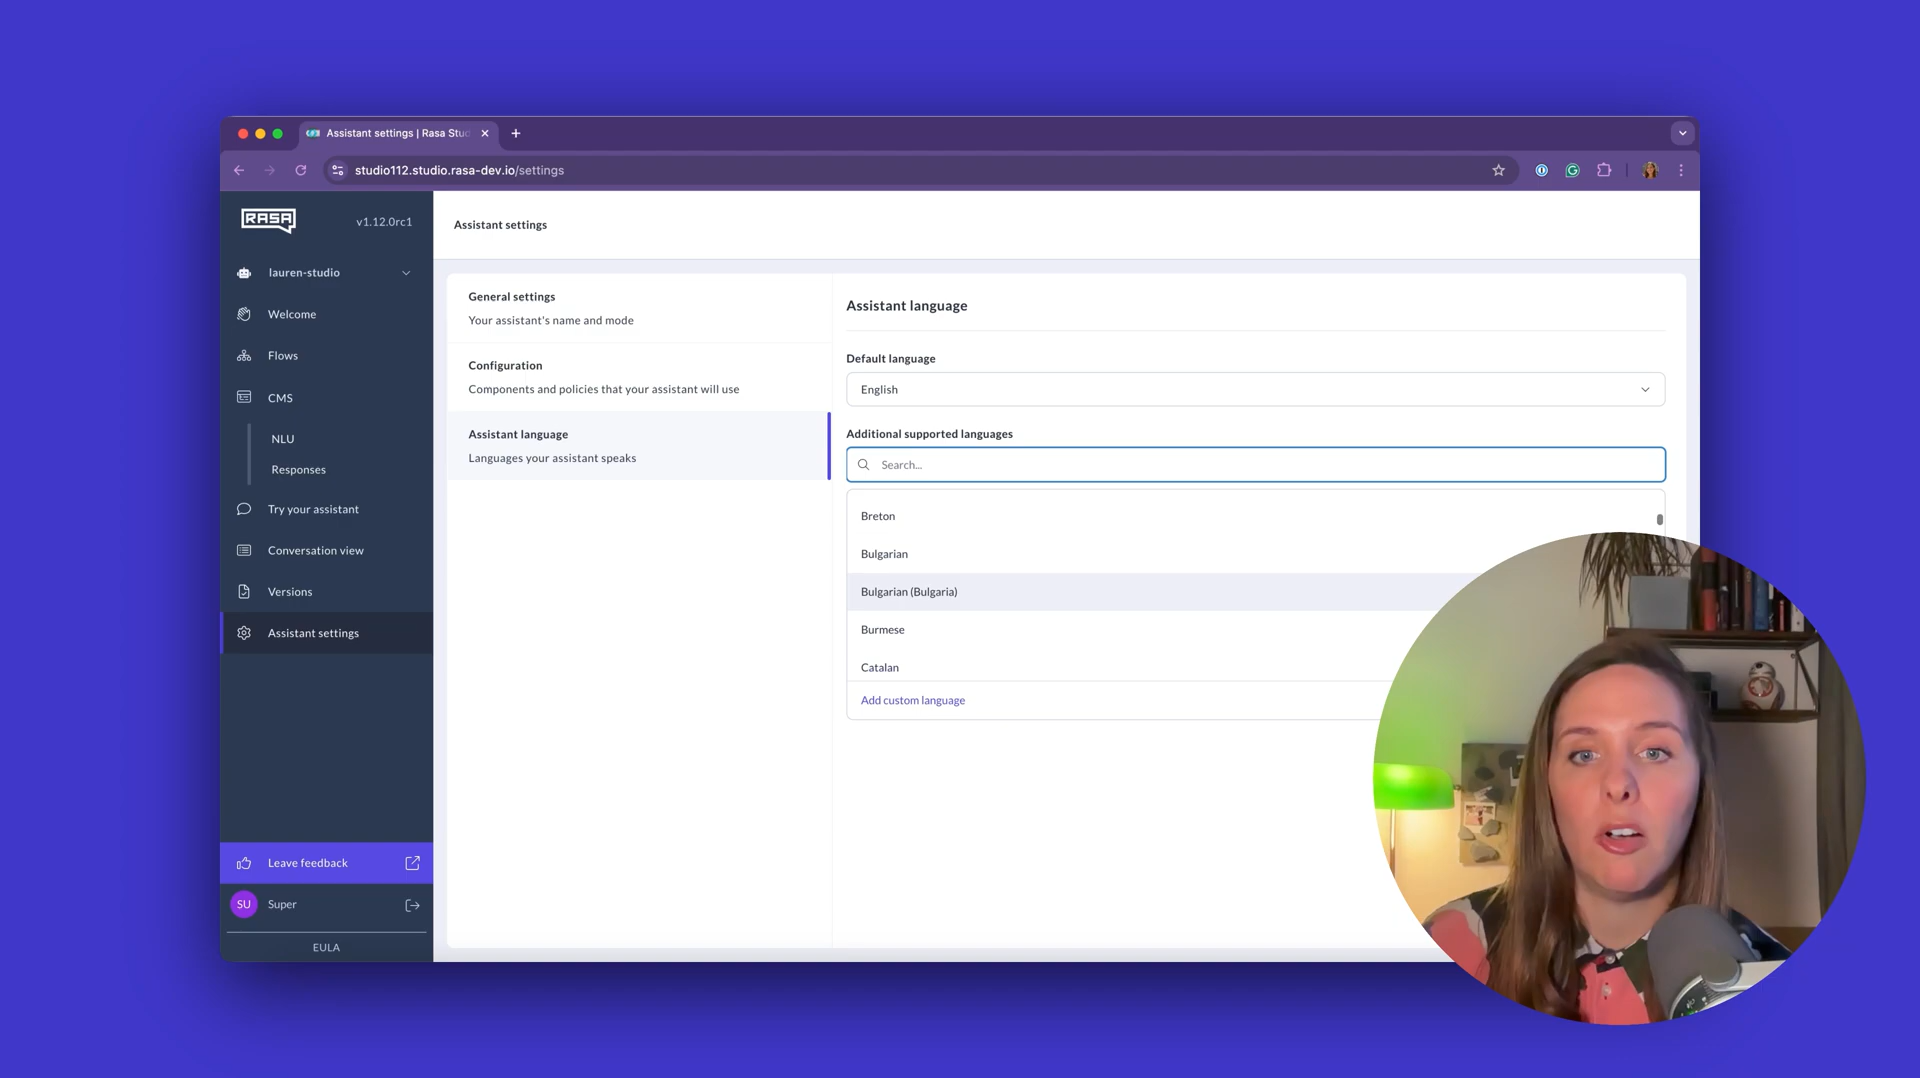 Assistant settings | Rasa Stud
studio112.studio.rasa-dev.io/settings
RASA
v1.12.0rc1
lauren-studio
Welcome
Flows
CMS
NLU
Responses
Try your assistant
Conversation view
Versions
Assistant settings
Leave feedback
SU
Super
EULA
Assistant settings
General settings
Your assistant's name and mode
Configuration
Components and policies that your assistant will use
Assistant language
Languages your assistant speaks
Assistant language
Default language
English
Additional supported languages
Search...
Breton
Bulgarian
Bulgarian (Bulgaria)
Burmese
Catalan
Add custom language